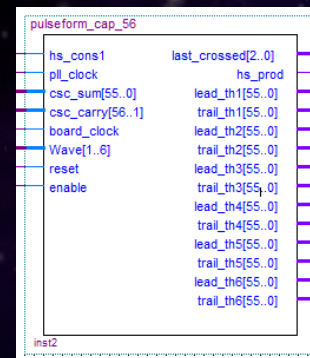 pulseform_cap_56
hs_cons1 last_crossed[2..0]
pll_clock hs_prod
csc_sum[55..0] lead_th1[55..0]
csc_carry[56..1] trail_th1[55..0]
board_clock lead_th2[55..0]
Wave[1..6] trail_th2[55..0]
reset lead_th3[55..0]
enable trail_th3[55..0]
lead_th4[55..0]
trail_th4[55..0]
lead_th5[55..0]
trail_th5[55..0]
lead_th6[55..0]
trail_th6[55..0]
inst2